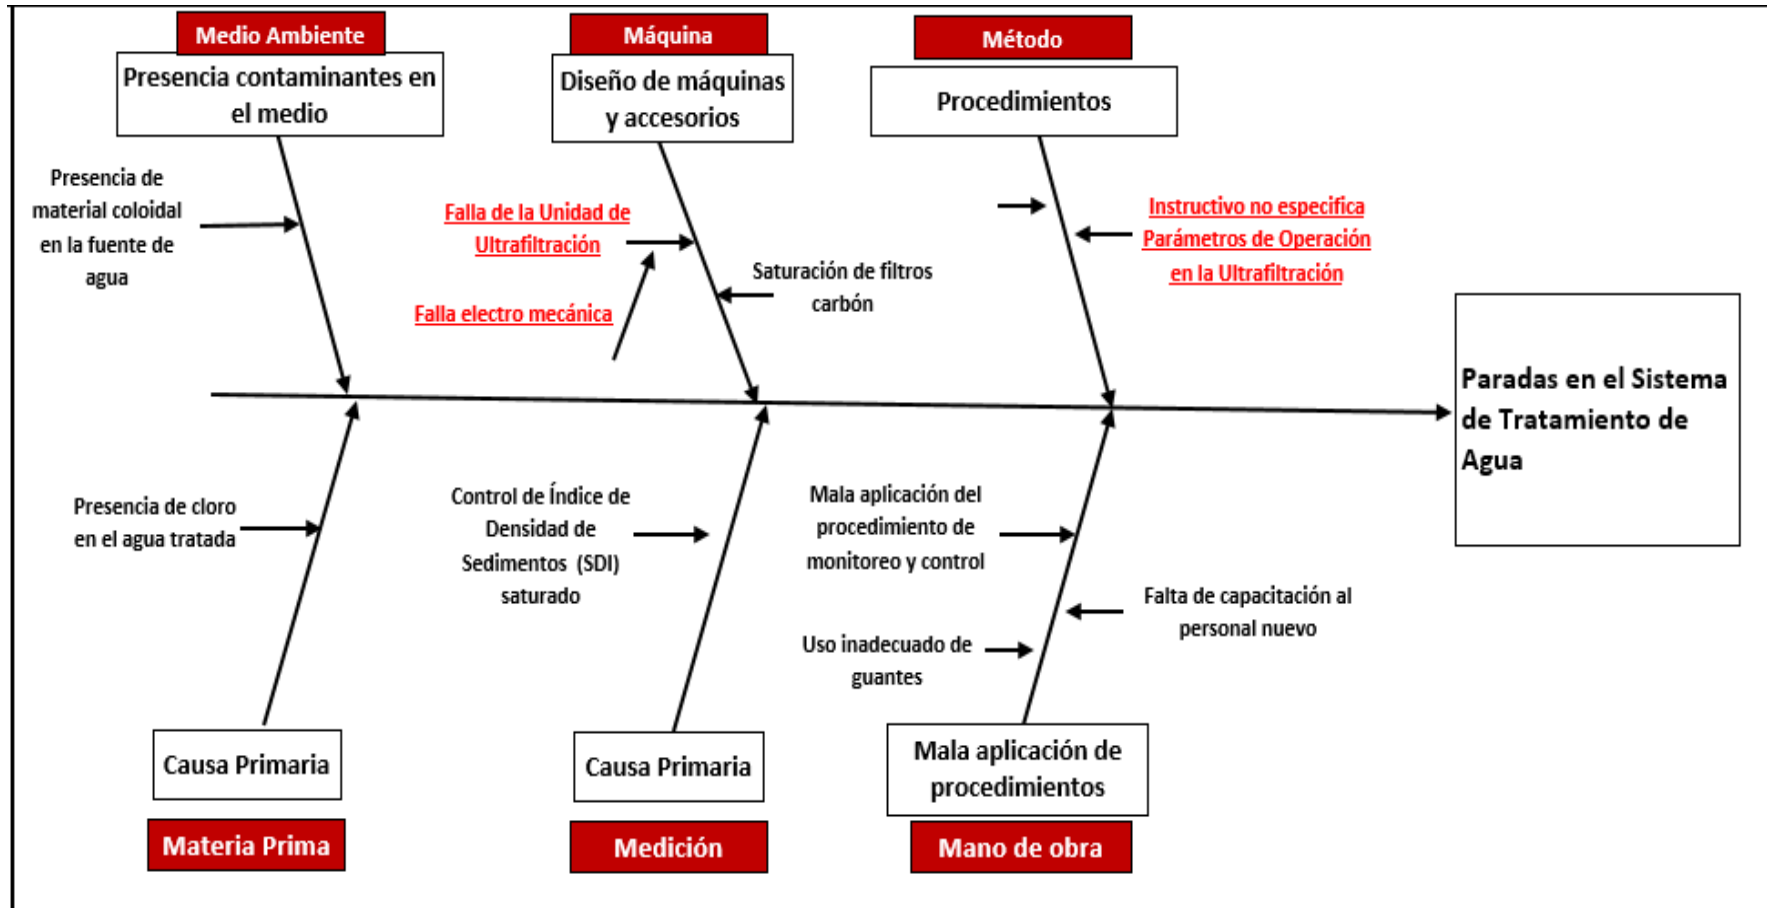 Medio Ambiente
Presencia contaminantes en
el medio
Máquina
Diseño de máquinas
y accesorios
Método
Procedimientos
Presencia de
material coloidal
en la fuente de
agua
Falla de la Unidad de
Ultrafiltración
Falla electro mecánica
Saturación de filtros
carbón
Instructivo no especifica
Parámetros de Operación
en la Ultrafiltración
Paradas en el Sistema
de Tratamiento de
Agua
Presencia de cloro
en el agua tratada
Control de Índice de
Densidad de
Sedimentos (SDI)
saturado
Mala aplicación del
procedimiento de
monitoreo y control
Falta de capacitación al
personal nuevo
Uso inadecuado de
guantes
Causa Primaria
Materia Prima
Causa Primaria
Medición
Mala aplicación de
procedimientos
Mano de obra